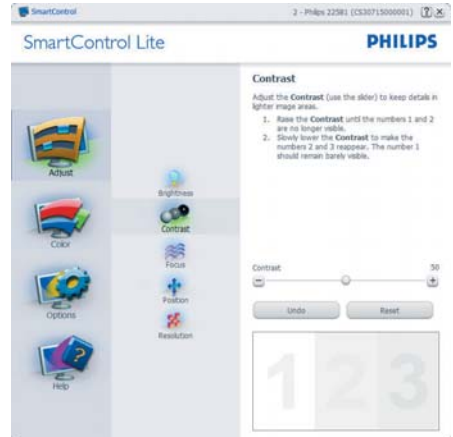 SmartControl
2 - Philips 225B1 (CS30715000001)
SmartControl Lite
PHILIPS
Adjust
Color
Options
Help
Brightness
Contrast
Focus
Position
Resolution
Contrast
Adjust the Contrast (use the slider) to keep details in
lighter image areas.
1. Raise the Contrast until the numbers 1 and 2
are no longer visible.
2. Slowly lower the Contrast to make the
numbers 2 and 3 reappear. The number 1
should remain barely visible.
Contrast
50
Undo
Reset
1 2 3